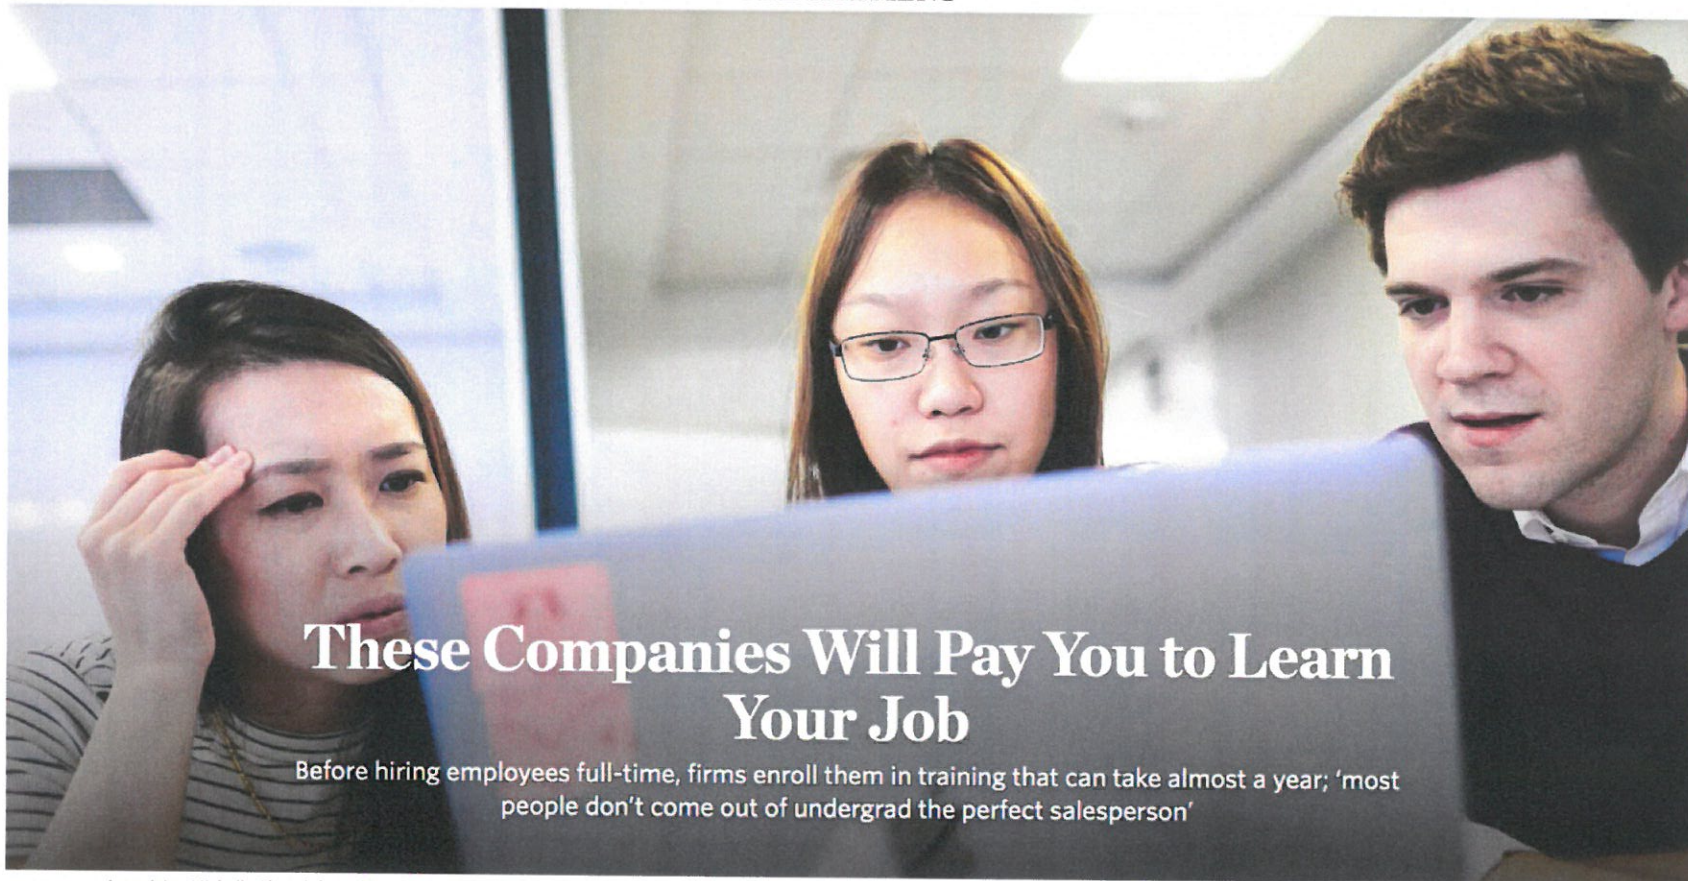 These Companies Will Pay You to Learn
Your Job
Before hiring employees full-time, firms enroll them in training that can take almost a year; ‘most
people don’t come out of undergrad the perfect salesperson’